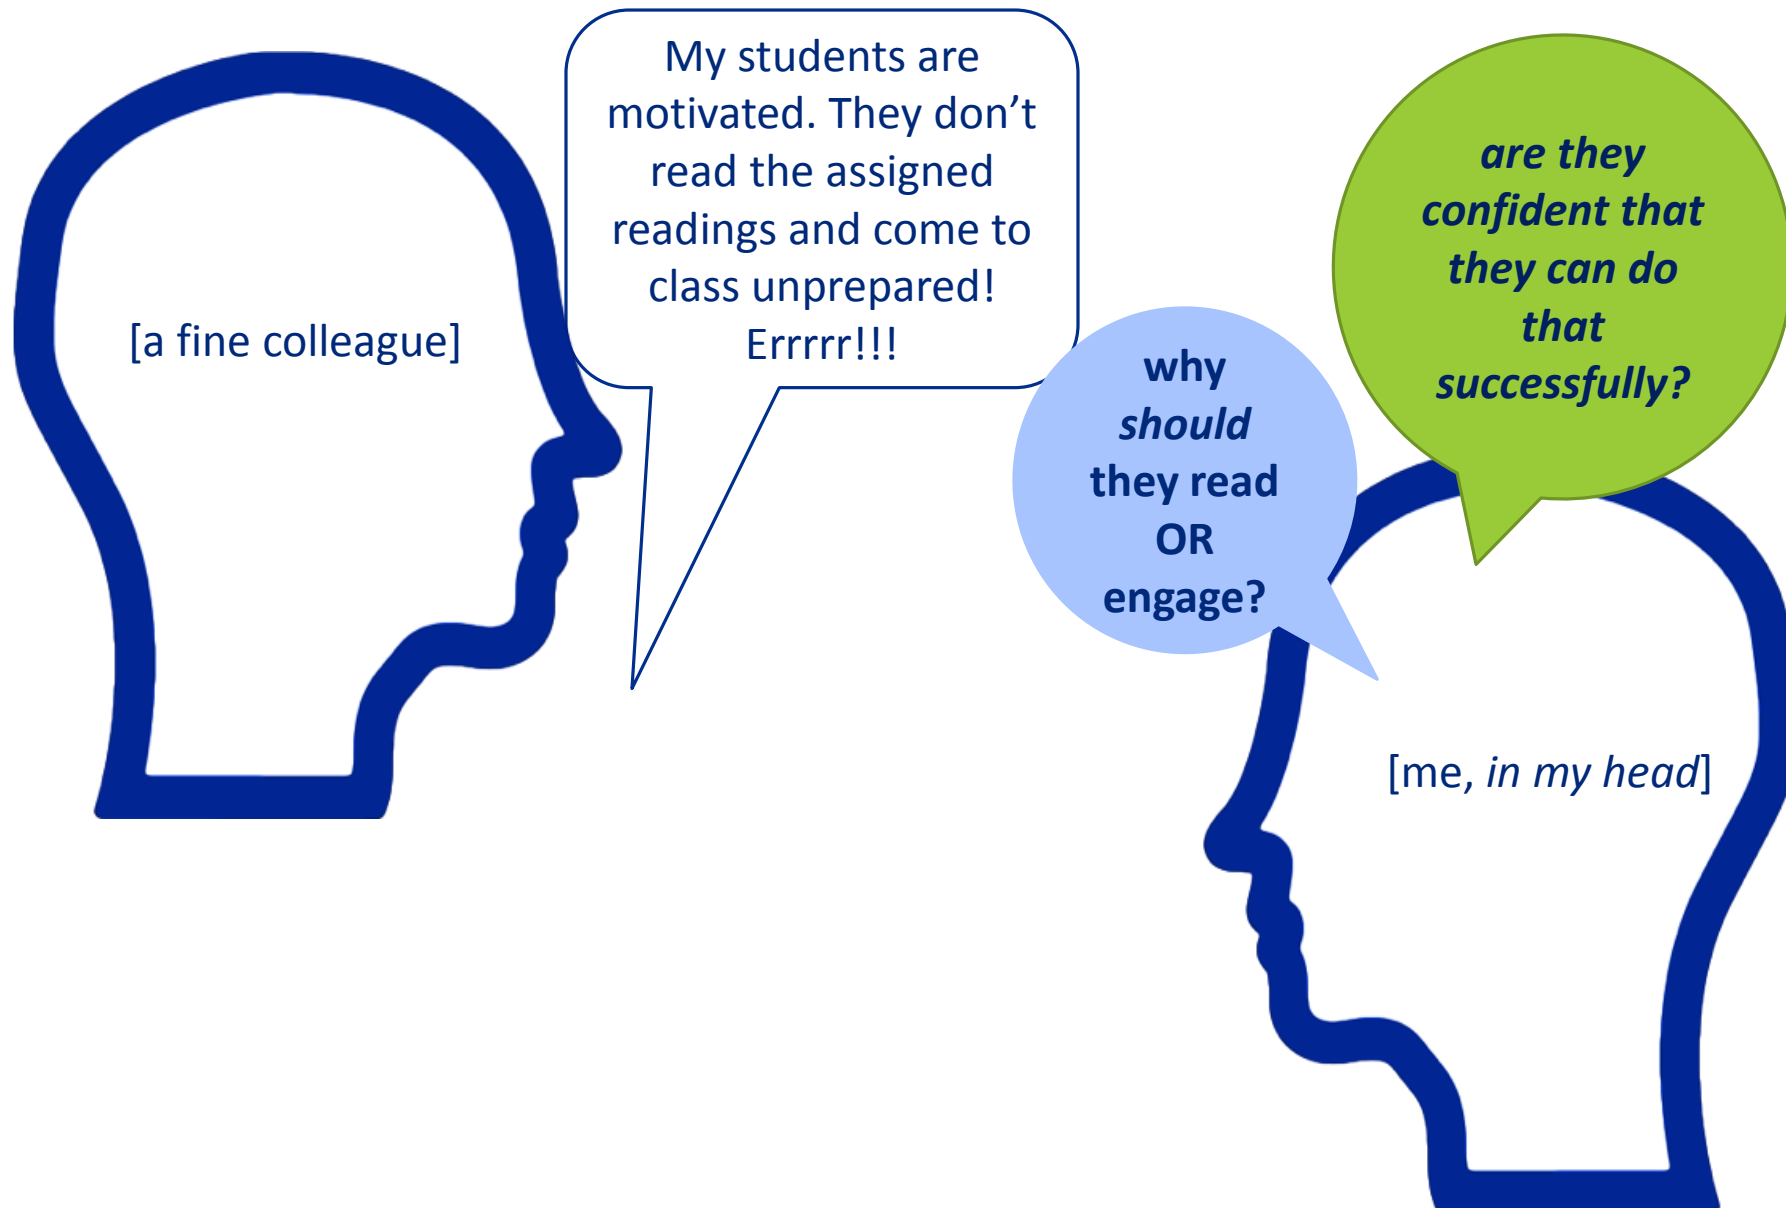 [a fine colleague]
My students are
motivated. They don’t
read the assigned
readings and come to
class unprepared!
Errrrr!!!
why
should
they read
OR
engage?
are they
confident that
they can do
that
successfully?
[me, in my head]